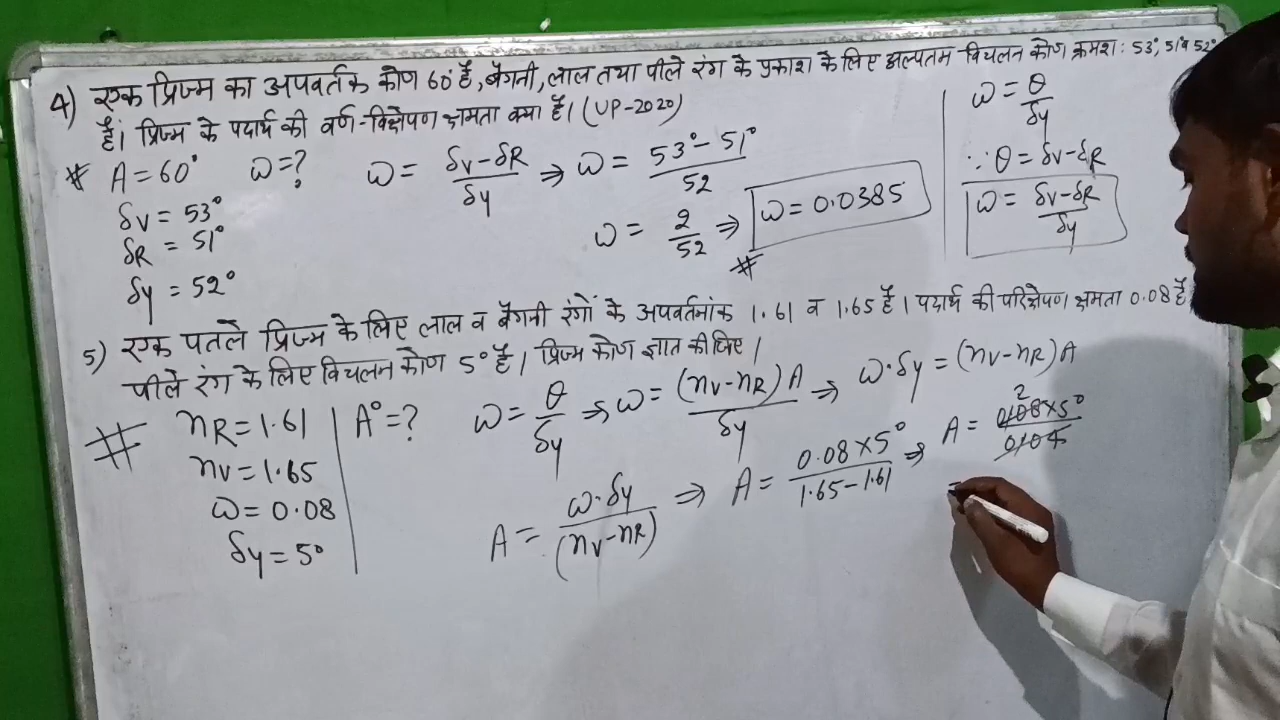 4) एक प्रिज्म का अपवर्तक कोण 60° है, बैंगनी, लाल तथा पीले रंग के प्रकाश के लिए अल्पतम विचलन कोण क्रमश: 53°, 51° व 52°
है। प्रिज्म के पदार्थ की वर्ण-विक्षेपण क्षमता क्या है। (UP-2020)
* A = 60° ω = ? ω = δV-δR / δy ⇒ ω = 53° - 51° / 52
δV = 53°
δR = 51°
δy = 52°
ω = 2/52 ⇒ ω = 0.0385
#
ω = θ/δy
∵ θ = δV-δR
ω = δV-δR / δy
5) एक पतले प्रिज्म के लिए लाल व बैंगनी रंगों के अपवर्तनांक 1.61 व 1.65 है। पदार्थ की परिक्षेपण क्षमता 0.08 है
पीले रंग के लिए विचलन कोण 5° है। प्रिज्म कोण ज्ञात कीजिए।
# nR = 1.61 A° = ? ω = θ/δy ⇒ ω = (nV-nR)A / δy ⇒ ω.δy = (nV-nR)A
nV = 1.65
ω = 0.08
δy = 5°
A = ω.δy / (nV-nR) ⇒ A = 0.08×5° / 1.65-1.61 ⇒ A = 0.08×5° / 0.04
2
=